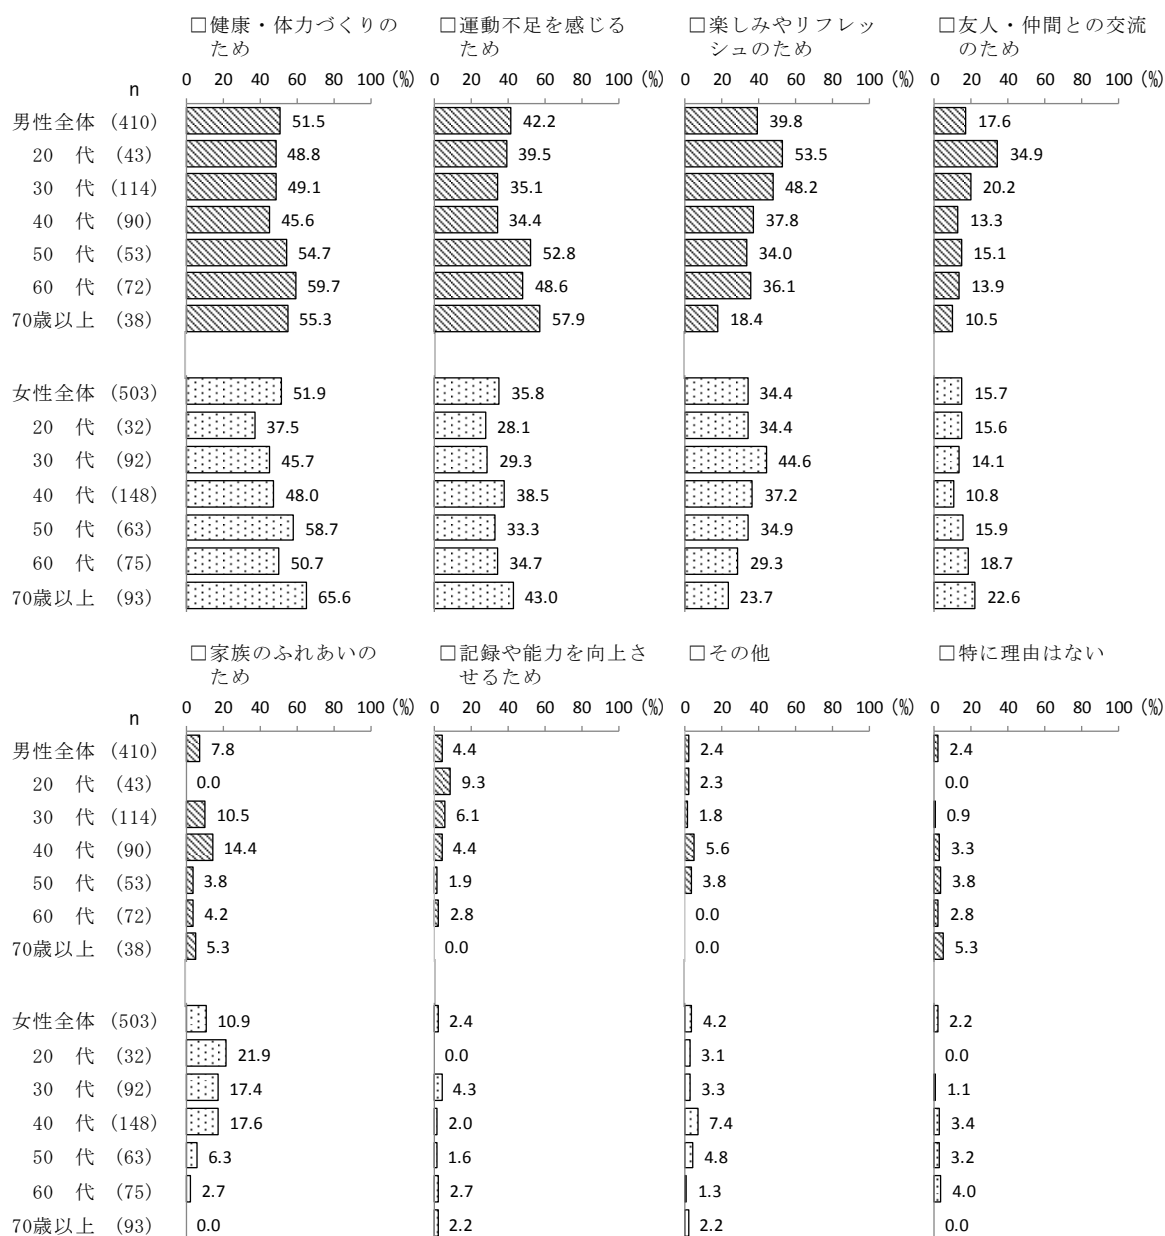 □健康・体力づくりの
ため
□運動不足を感じる
ため
□楽しみやリフレッ
シュのため
□友人・仲間との交流
のため
n 0 20 40 60 80 100 (%) 0 20 40 60 80 100 (%) 0 20 40 60 80 100 (%) 0 20 40 60 80 100 (%)
男性全体 (410) 51.5 42.2 39.8 17.6
20 代 (43) 48.8 39.5 53.5 34.9
30 代 (114) 49.1 35.1 48.2 20.2
40 代 (90) 45.6 34.4 37.8 13.3
50 代 (53) 54.7 52.8 34.0 15.1
60 代 (72) 59.7 48.6 36.1 13.9
70歳以上 (38) 55.3 57.9 18.4 10.5
女性全体 (503) 51.9 35.8 34.4 15.7
20 代 (32) 37.5 28.1 34.4 15.6
30 代 (92) 45.7 29.3 44.6 14.1
40 代 (148) 48.0 38.5 37.2 10.8
50 代 (63) 58.7 33.3 34.9 15.9
60 代 (75) 50.7 34.7 29.3 18.7
70歳以上 (93) 65.6 43.0 23.7 22.6
□家族のふれあいの
ため
□記録や能力を向上さ
せるため
□その他
□特に理由はない
n 0 20 40 60 80 100 (%) 0 20 40 60 80 100 (%) 0 20 40 60 80 100 (%) 0 20 40 60 80 100 (%)
男性全体 (410) 7.8 4.4 2.4 2.4
20 代 (43) 0.0 9.3 2.3 0.0
30 代 (114) 10.5 6.1 1.8 0.9
40 代 (90) 14.4 4.4 5.6 3.3
50 代 (53) 3.8 1.9 3.8 3.8
60 代 (72) 4.2 2.8 0.0 2.8
70歳以上 (38) 5.3 0.0 0.0 5.3
女性全体 (503) 10.9 2.4 4.2 2.2
20 代 (32) 21.9 0.0 3.1 0.0
30 代 (92) 17.4 4.3 3.3 1.1
40 代 (148) 17.6 2.0 7.4 3.4
50 代 (63) 6.3 1.6 4.8 3.2
60 代 (75) 2.7 2.7 1.3 4.0
70歳以上 (93) 0.0 2.2 2.2 0.0